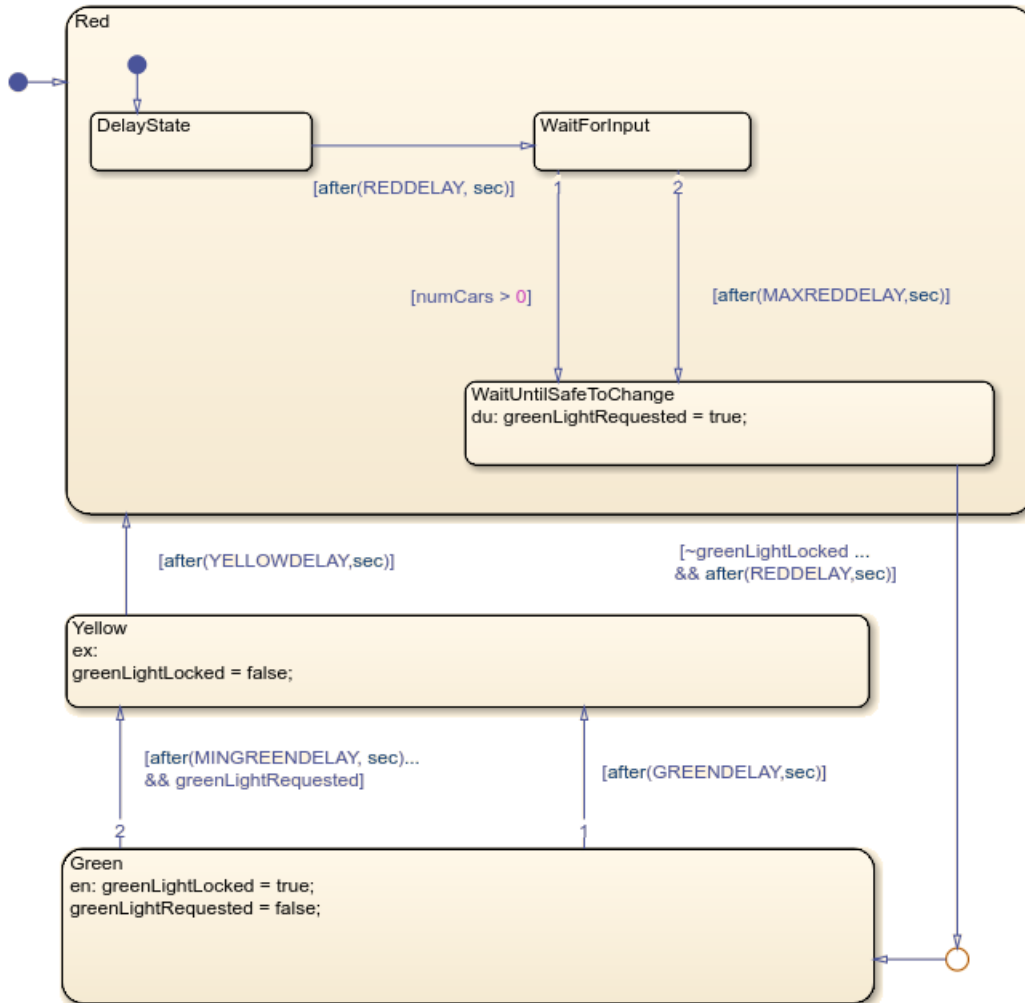 Red
DelayState
WaitForInput
[after(REDDELAY, sec)]
1
2
[numCars > 0]
[after(MAXREDDELAY,sec)]
WaitUntilSafeToChange
du: greenLightRequested = true;
[~greenLightLocked ...
&& after(REDDELAY,sec)]
[after(YELLOWDELAY,sec)]
Yellow
ex:
greenLightLocked = false;
[after(MINGREENDELAY, sec)...
&& greenLightRequested]
[after(GREENDELAY,sec)]
2
1
Green
en: greenLightLocked = true;
greenLightRequested = false;